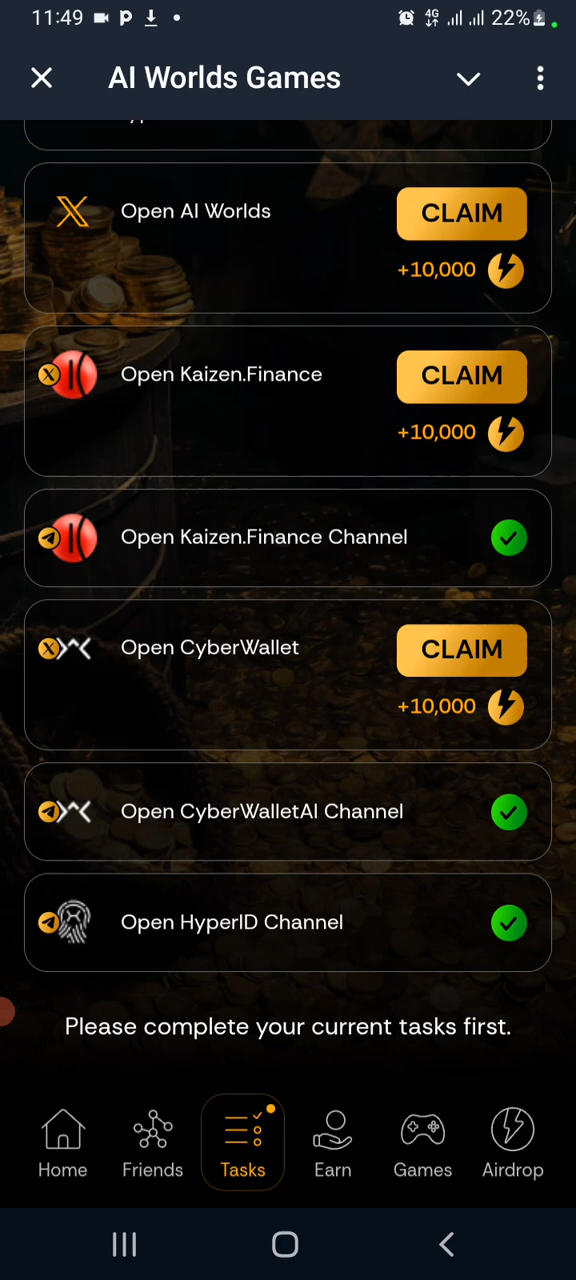 11:49
4G
22%
AI Worlds Games
Open AI Worlds
CLAIM
+10,000
Open Kaizen.Finance
CLAIM
+10,000
Open Kaizen.Finance Channel
Open CyberWallet
CLAIM
+10,000
Open CyberWalletAI Channel
Open HyperID Channel
Please complete your current tasks first.
Home
Friends
Tasks
Earn
Games
Airdrop